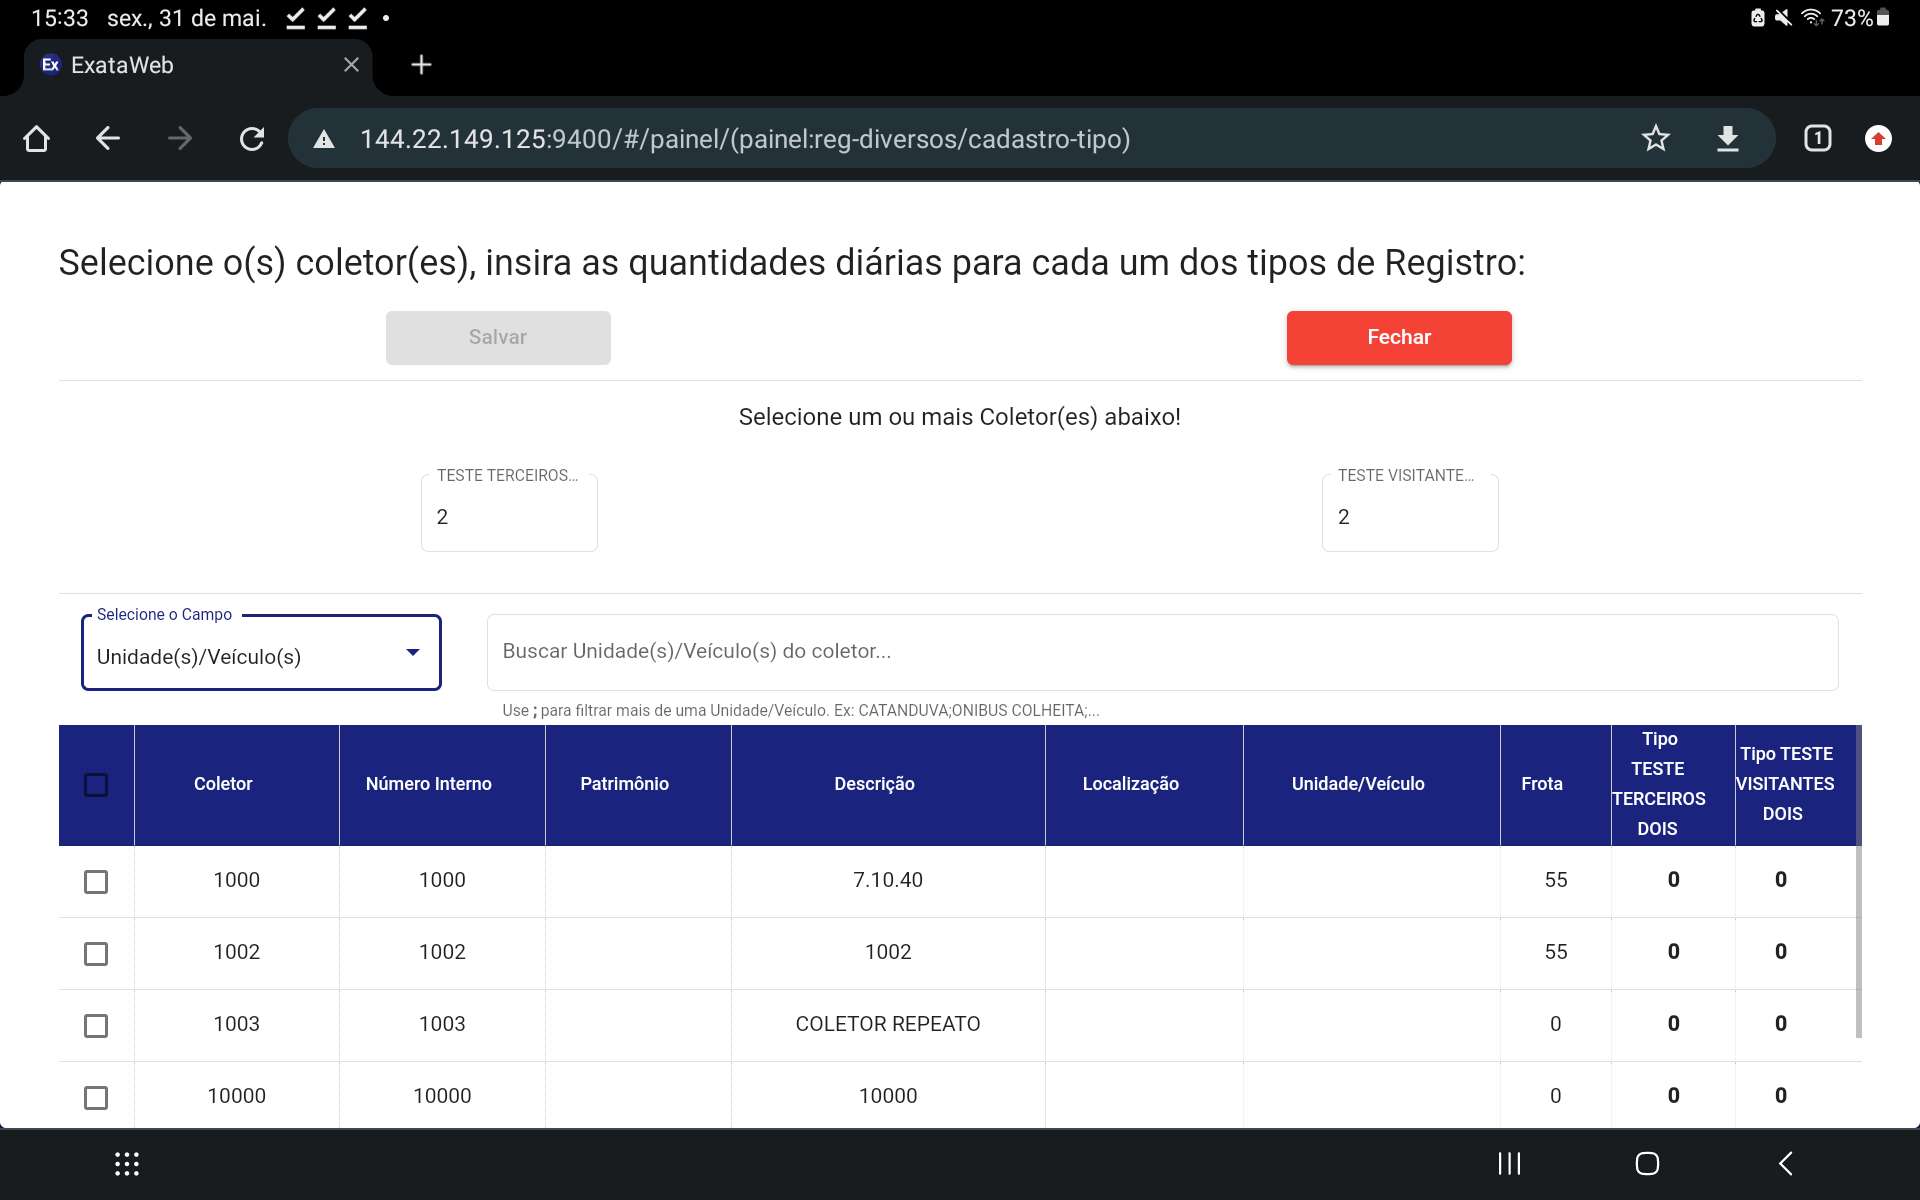 15:33 sex., 31 de mai. 73%
Ex ExataWeb
144.22.149.125:9400/#/painel/(painel:reg-diversos/cadastro-tipo) 1
Selecione o(s) coletor(es), insira as quantidades diárias para cada um dos tipos de Registro:
Salvar Fechar
Selecione um ou mais Coletor(es) abaixo!
TESTE TERCEIROS... TESTE VISITANTE...
2 2
Selecione o Campo
Unidade(s)/Veículo(s) Buscar Unidade(s)/Veículo(s) do coletor...
Use ; para filtrar mais de uma Unidade/Veículo. Ex: CATANDUVA;ONIBUS COLHEITA;...
Coletor Número Interno Patrimônio Descrição Localização Unidade/Veículo Frota Tipo TESTE TERCEIROS DOIS Tipo TESTE VISITANTES DOIS
1000 1000 7.10.40 55 0 0
1002 1002 1002 55 0 0
1003 1003 COLETOR REPEATO 0 0 0
10000 10000 10000 0 0 0